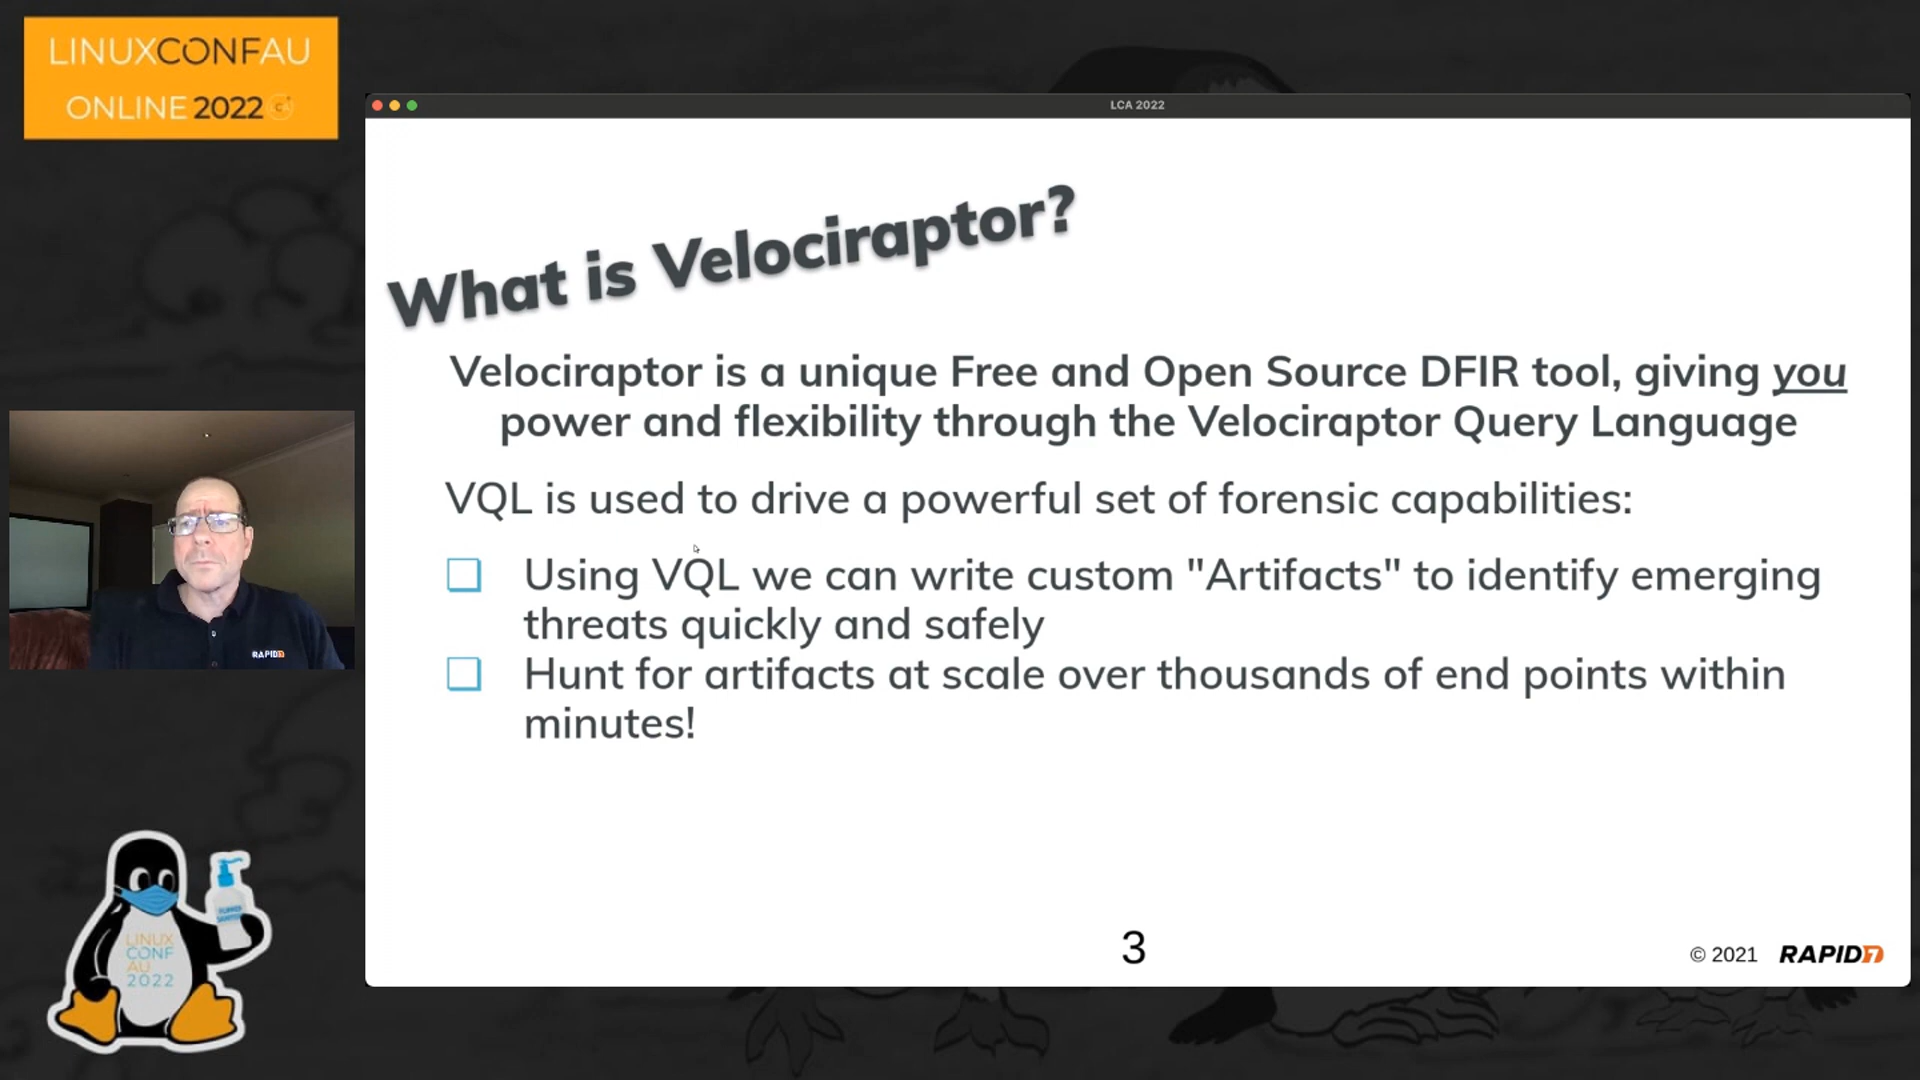 LINUXCONFAU
ONLINE 2022
LCA 2022
What is Velociraptor?
Velociraptor is a unique Free and Open Source DFIR tool, giving you
power and flexibility through the Velociraptor Query Language
VQL is used to drive a powerful set of forensic capabilities:
Using VQL we can write custom "Artifacts" to identify emerging
threats quickly and safely
Hunt for artifacts at scale over thousands of end points within
minutes!
3
© 2021 RAPID7
RAPID7
LINUX
CONF
AU
2022